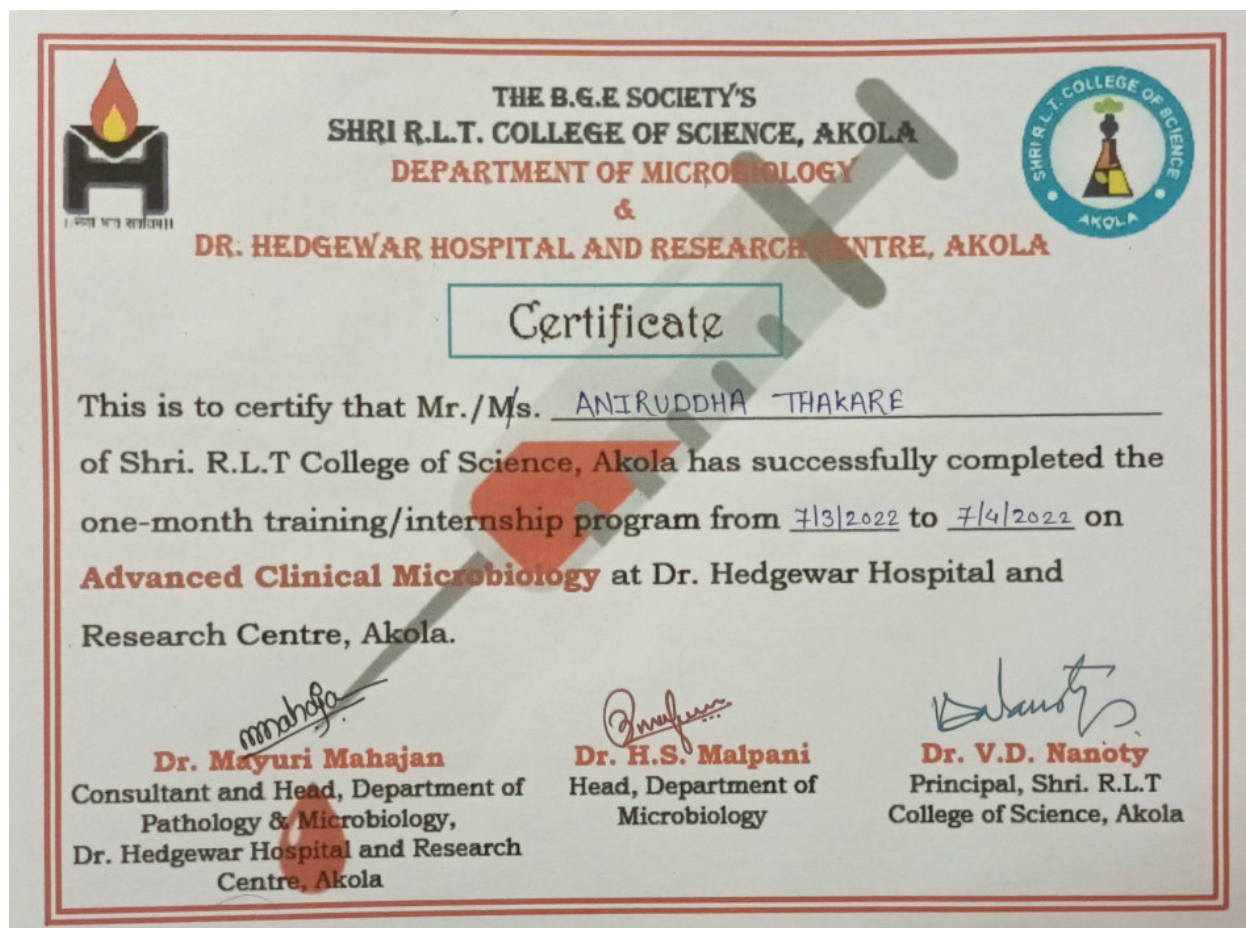 THE B.G.E SOCIETY'S
SHRI R.L.T. COLLEGE OF SCIENCE, AKOLA
DEPARTMENT OF MICROBIOLOGY
&
DR. HEDGEWAR HOSPITAL AND RESEARCH CENTRE, AKOLA
SHRI R.L.T. COLLEGE OF SCIENCE
AKOLA
Certificate
This is to certify that Mr./Ms. ANIRUDDHA THAKARE
of Shri. R.L.T College of Science, Akola has successfully completed the
one-month training/internship program from 7/3/2022 to 7/4/2022 on
Advanced Clinical Microbiology at Dr. Hedgewar Hospital and
Research Centre, Akola.
Dr. Mayuri Mahajan
Consultant and Head, Department of
Pathology & Microbiology,
Dr. Hedgewar Hospital and Research
Centre, Akola
Dr. H.S. Malpani
Head, Department of
Microbiology
Dr. V.D. Nanoty
Principal, Shri. R.L.T
College of Science, Akola